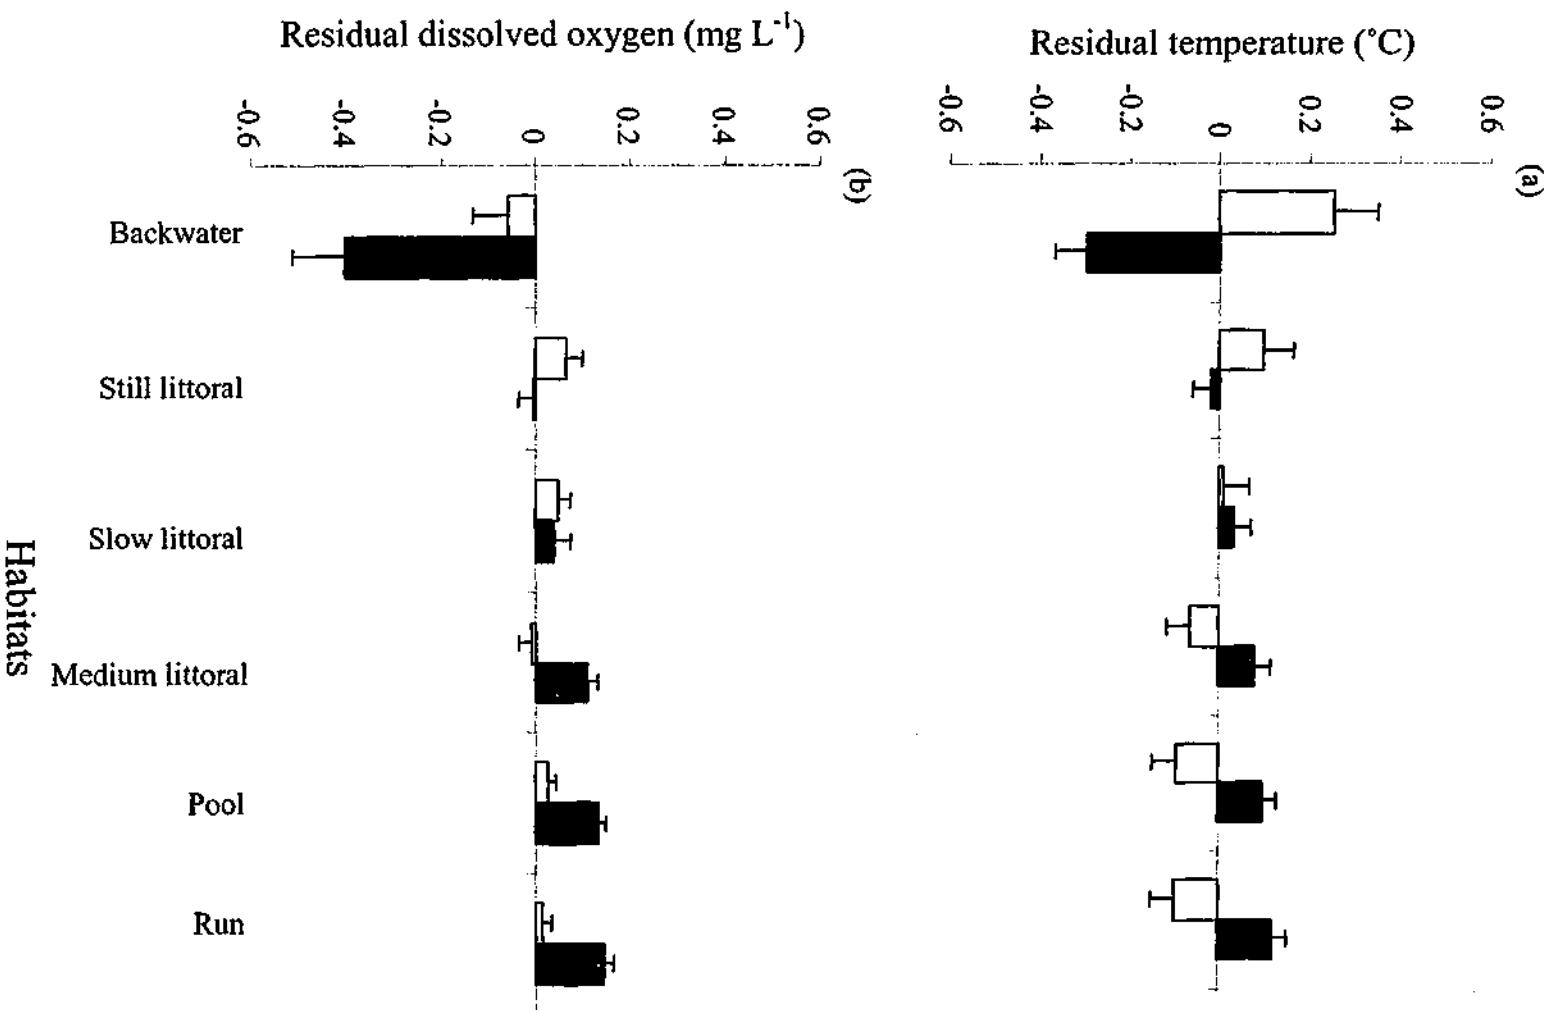 Residual dissolved oxygen (mg L⁻¹)
Residual temperature (°C)
-0.6
-0.4
-0.2
0
0.2
0.4
0.6
(b)
-0.6
-0.4
-0.2
0
0.2
0.4
0.6
(a)
Backwater
Still littoral
Slow littoral
Medium littoral
Pool
Run
Habitats